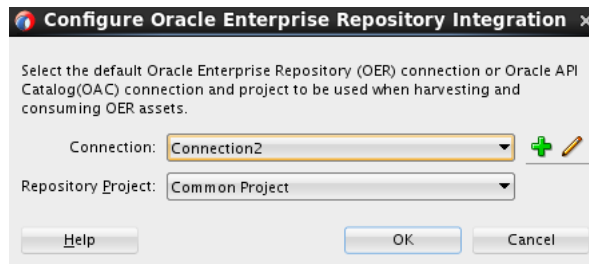 Configure Oracle Enterprise Repository Integration
Select the default Oracle Enterprise Repository (OER) connection or Oracle API
Catalog(OAC) connection and project to be used when harvesting and
consuming OER assets.
Connection: Connection2
Repository Project: Common Project
Help OK Cancel